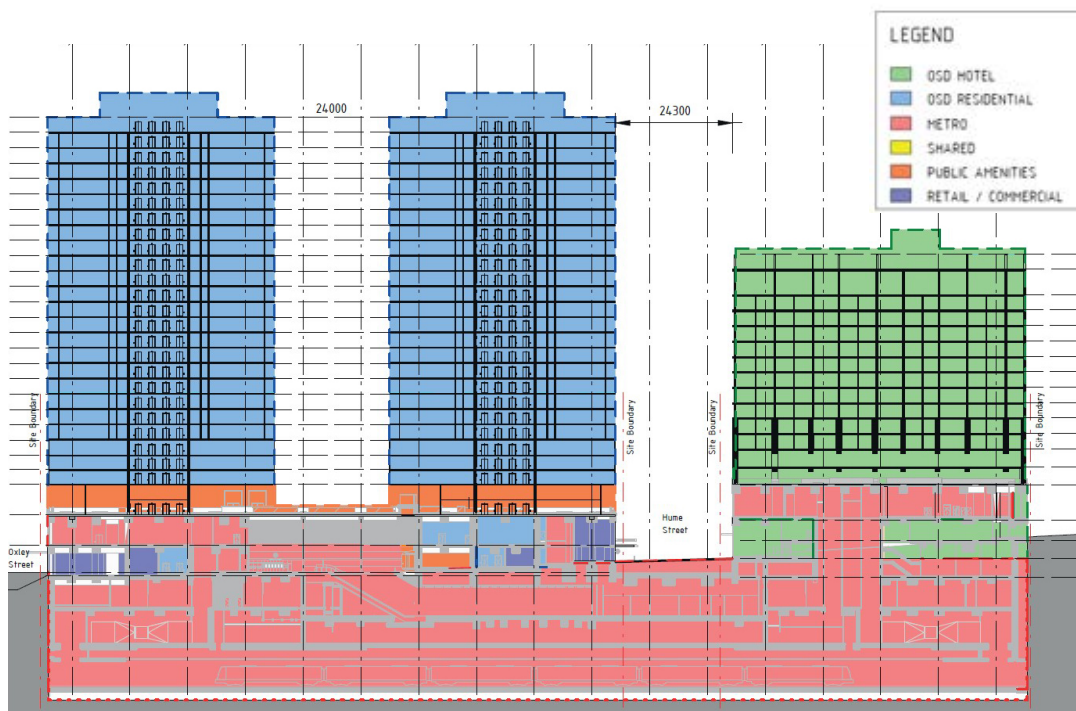 LEGEND
OSD HOTEL
OSD RESIDENTIAL
METRO
SHARED
PUBLIC AMENITIES
RETAIL / COMMERCIAL
24000
24300
Site Boundary
Site Boundary
Site Boundary
Site Boundary
Hume
Street
Oxley
Street